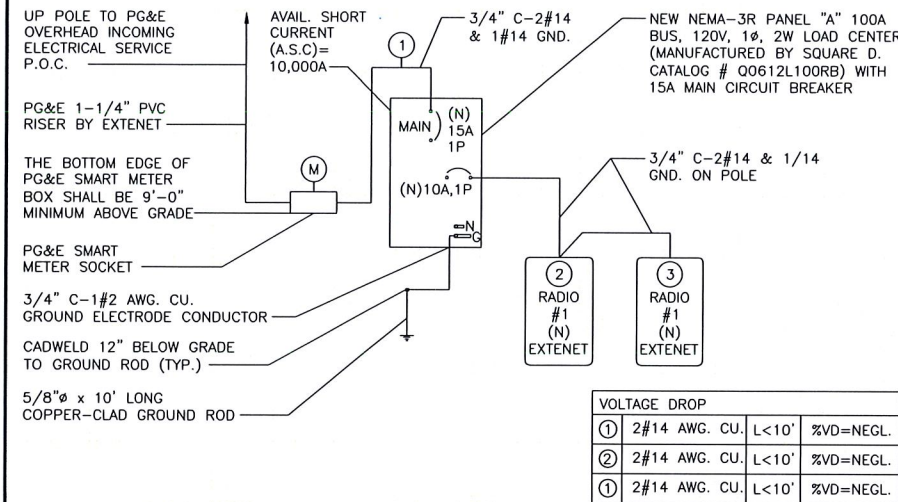 UP POLE TO PG&E
OVERHEAD INCOMING
ELECTRICAL SERVICE
P.O.C.
PG&E 1-1/4" PVC
RISER BY EXTENET
THE BOTTOM EDGE OF
PG&E SMART METER
BOX SHALL BE 9'-0"
MINIMUM ABOVE GRADE
PG&E SMART
METER SOCKET
3/4" C-1#2 AWG. CU.
GROUND ELECTRODE CONDUCTOR
CADWELD 12" BELOW GRADE
TO GROUND ROD (TYP.)
5/8"ø x 10' LONG
COPPER-CLAD GROUND ROD
M
AVAIL. SHORT
CURRENT
(A.S.C)=
10,000A
1
3/4" C-2#14
& 1#14 GND.
MAIN
(N)
15A
1P
(N)10A,1P
N
G
NEW NEMA-3R PANEL "A" 100A
BUS, 120V, 1ø, 2W LOAD CENTER
(MANUFACTURED BY SQUARE D.
CATALOG # Q0612L100RB) WITH
15A MAIN CIRCUIT BREAKER
3/4" C-2#14 & 1/14
GND. ON POLE
2
RADIO
#1
(N)
EXTENET
3
RADIO
#1
(N)
EXTENET
VOLTAGE DROP
1 2#14 AWG. CU. L<10' %VD=NEGL.
2 2#14 AWG. CU. L<10' %VD=NEGL.
1 2#14 AWG. CU. L<10' %VD=NEGL.